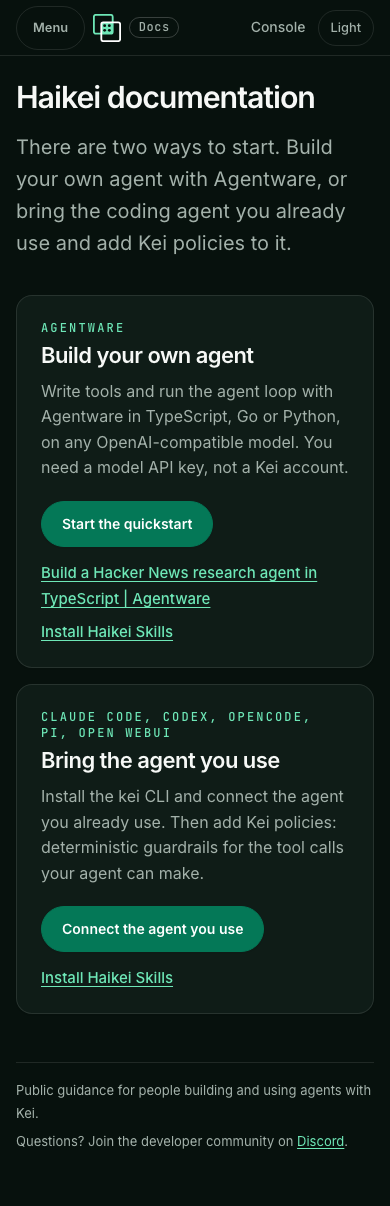 Menu
Docs
Console
Light
Haikei documentation
There are two ways to start. Build
your own agent with Agentware, or
bring the coding agent you already
use and add Kei policies to it.
AGENTWARE
Build your own agent
Write tools and run the agent loop with
Agentware in TypeScript, Go or Python,
on any OpenAI-compatible model. You
need a model API key, not a Kei account.
Start the quickstart
Build a Hacker News research agent in
TypeScript | Agentware
Install Haikei Skills
CLAUDE CODE, CODEX, OPENCODE,
PI, OPEN WEBUI
Bring the agent you use
Install the kei CLI and connect the agent
you already use. Then add Kei policies:
deterministic guardrails for the tool calls
your agent can make.
Connect the agent you use
Install Haikei Skills
Public guidance for people building and using agents with
Kei.
Questions? Join the developer community on Discord.